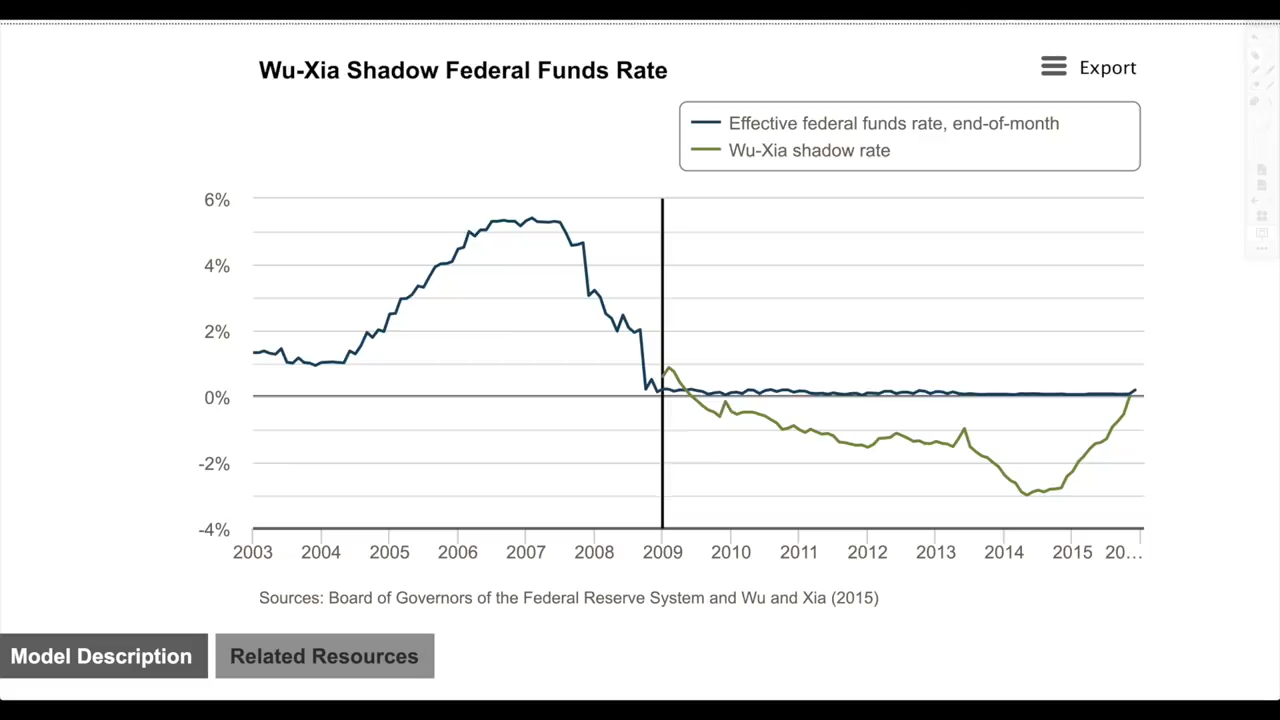 Wu-Xia Shadow Federal Funds Rate
Export
Effective federal funds rate, end-of-month
Wu-Xia shadow rate
6%
4%
2%
0%
-2%
-4%
2003 2004 2005 2006 2007 2008 2009 2010 2011 2012 2013 2014 2015 20...
Sources: Board of Governors of the Federal Reserve System and Wu and Xia (2015)
Model Description
Related Resources